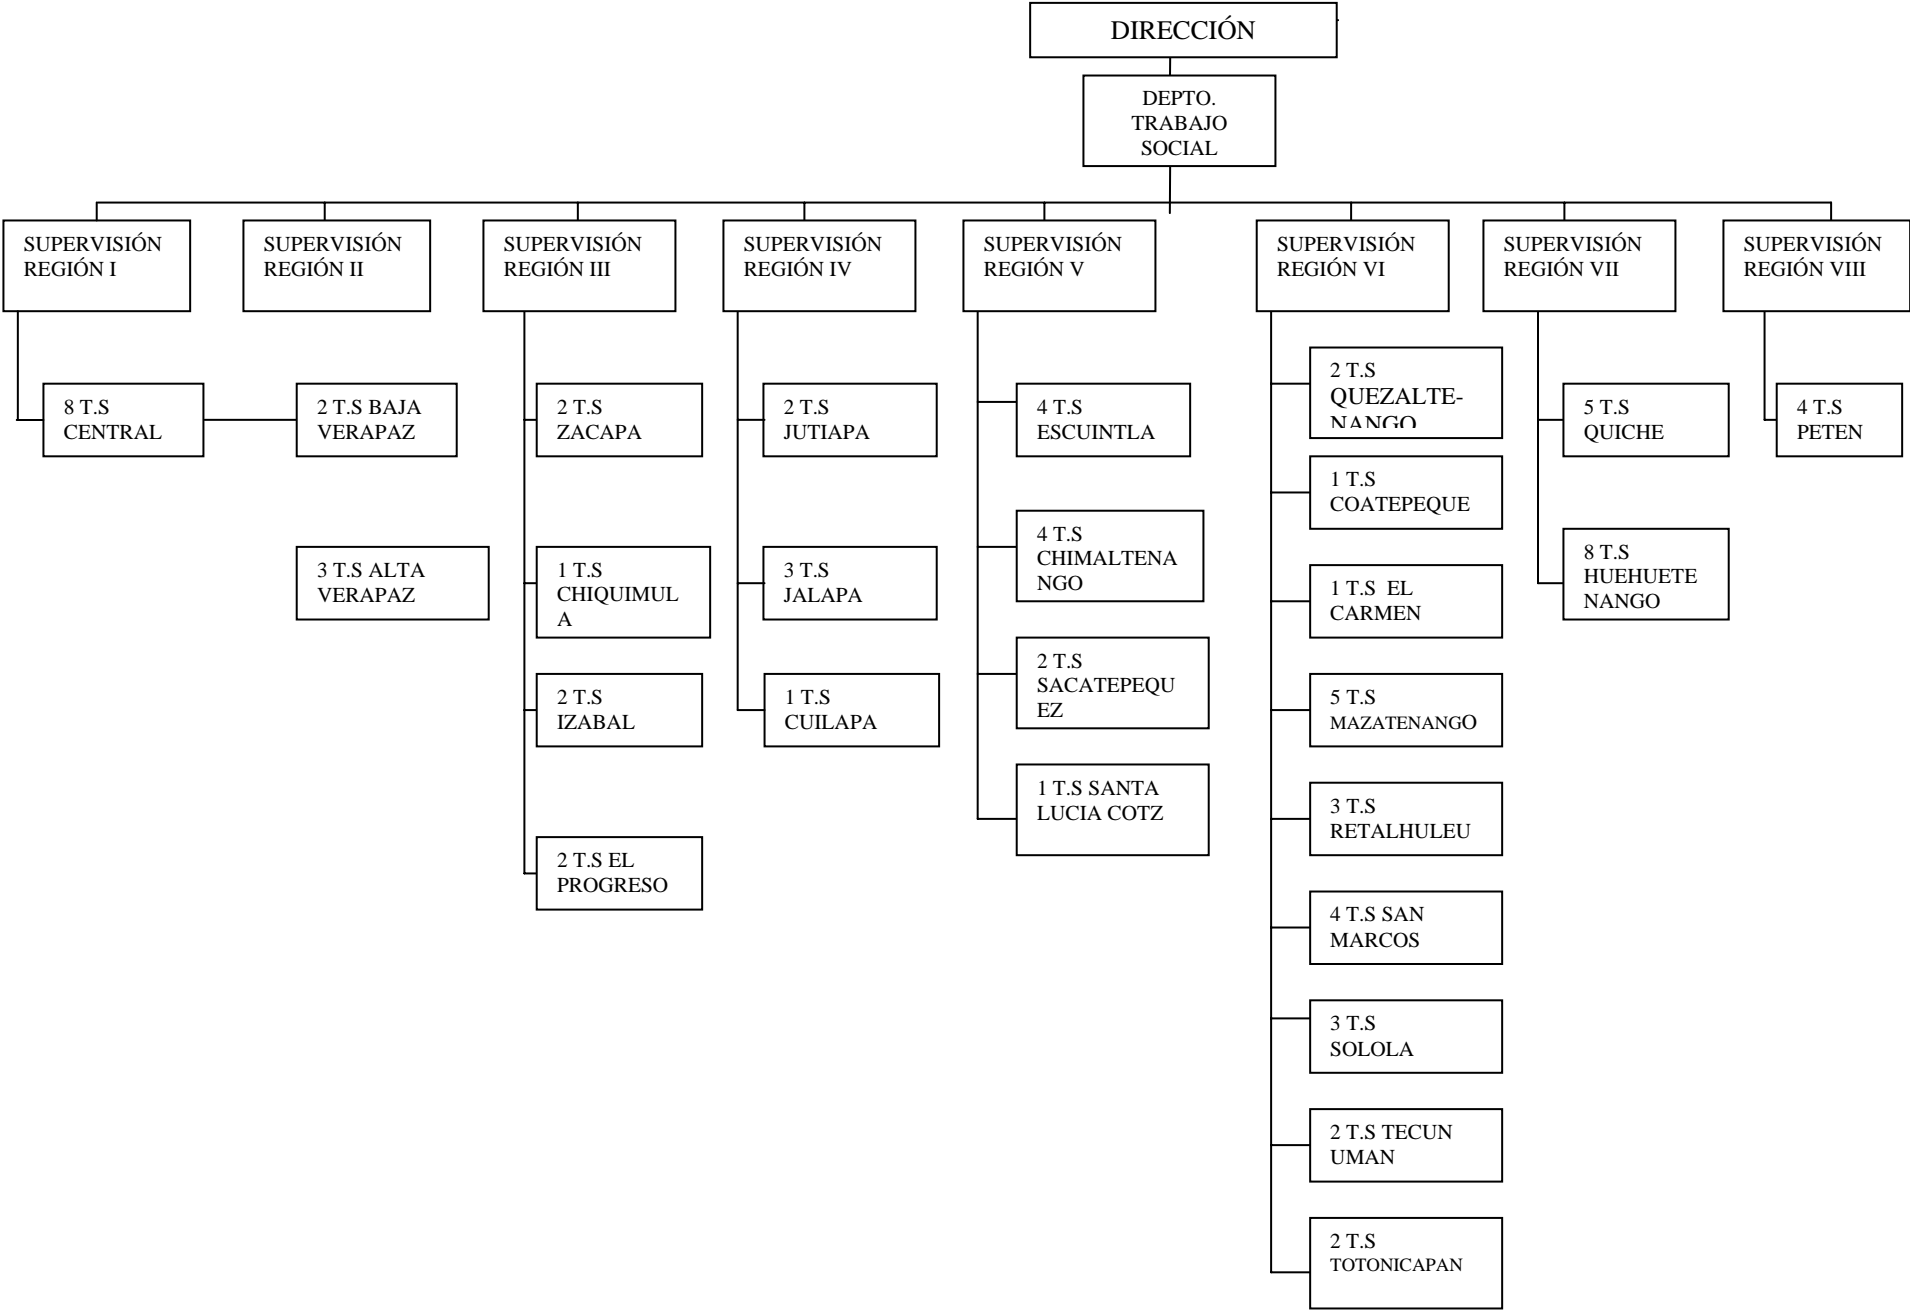 DIRECCIÓN
DEPTO.
TRABAJO
SOCIAL
SUPERVISIÓN
REGIÓN I
SUPERVISIÓN
REGIÓN II
SUPERVISIÓN
REGIÓN III
SUPERVISIÓN
REGIÓN IV
SUPERVISIÓN
REGIÓN V
SUPERVISIÓN
REGIÓN VI
SUPERVISIÓN
REGIÓN VII
SUPERVISIÓN
REGIÓN VIII
8 T.S
CENTRAL
2 T.S BAJA
VERAPAZ
3 T.S ALTA
VERAPAZ
2 T.S
ZACAPA
1 T.S
CHIQUIMUL
A
2 T.S
IZABAL
2 T.S EL
PROGRESO
2 T.S
JUTIAPA
3 T.S
JALAPA
1 T.S
CUILAPA
4 T.S
ESCUINTLA
4 T.S
CHIMALTENA
NGO
2 T.S
SACATEPEQU
EZ
1 T.S SANTA
LUCIA COTZ
2 T.S
QUEZALTE-
NANGO
1 T.S
COATEPEQUE
1 T.S  EL
CARMEN
5 T.S
MAZATENANGO
3 T.S
RETALHULEU
4 T.S SAN
MARCOS
3 T.S
SOLOLA
2 T.S TECUN
UMAN
2 T.S
TOTONICAPAN
5 T.S
QUICHE
8 T.S
HUEHUETE
NANGO
4 T.S
PETEN